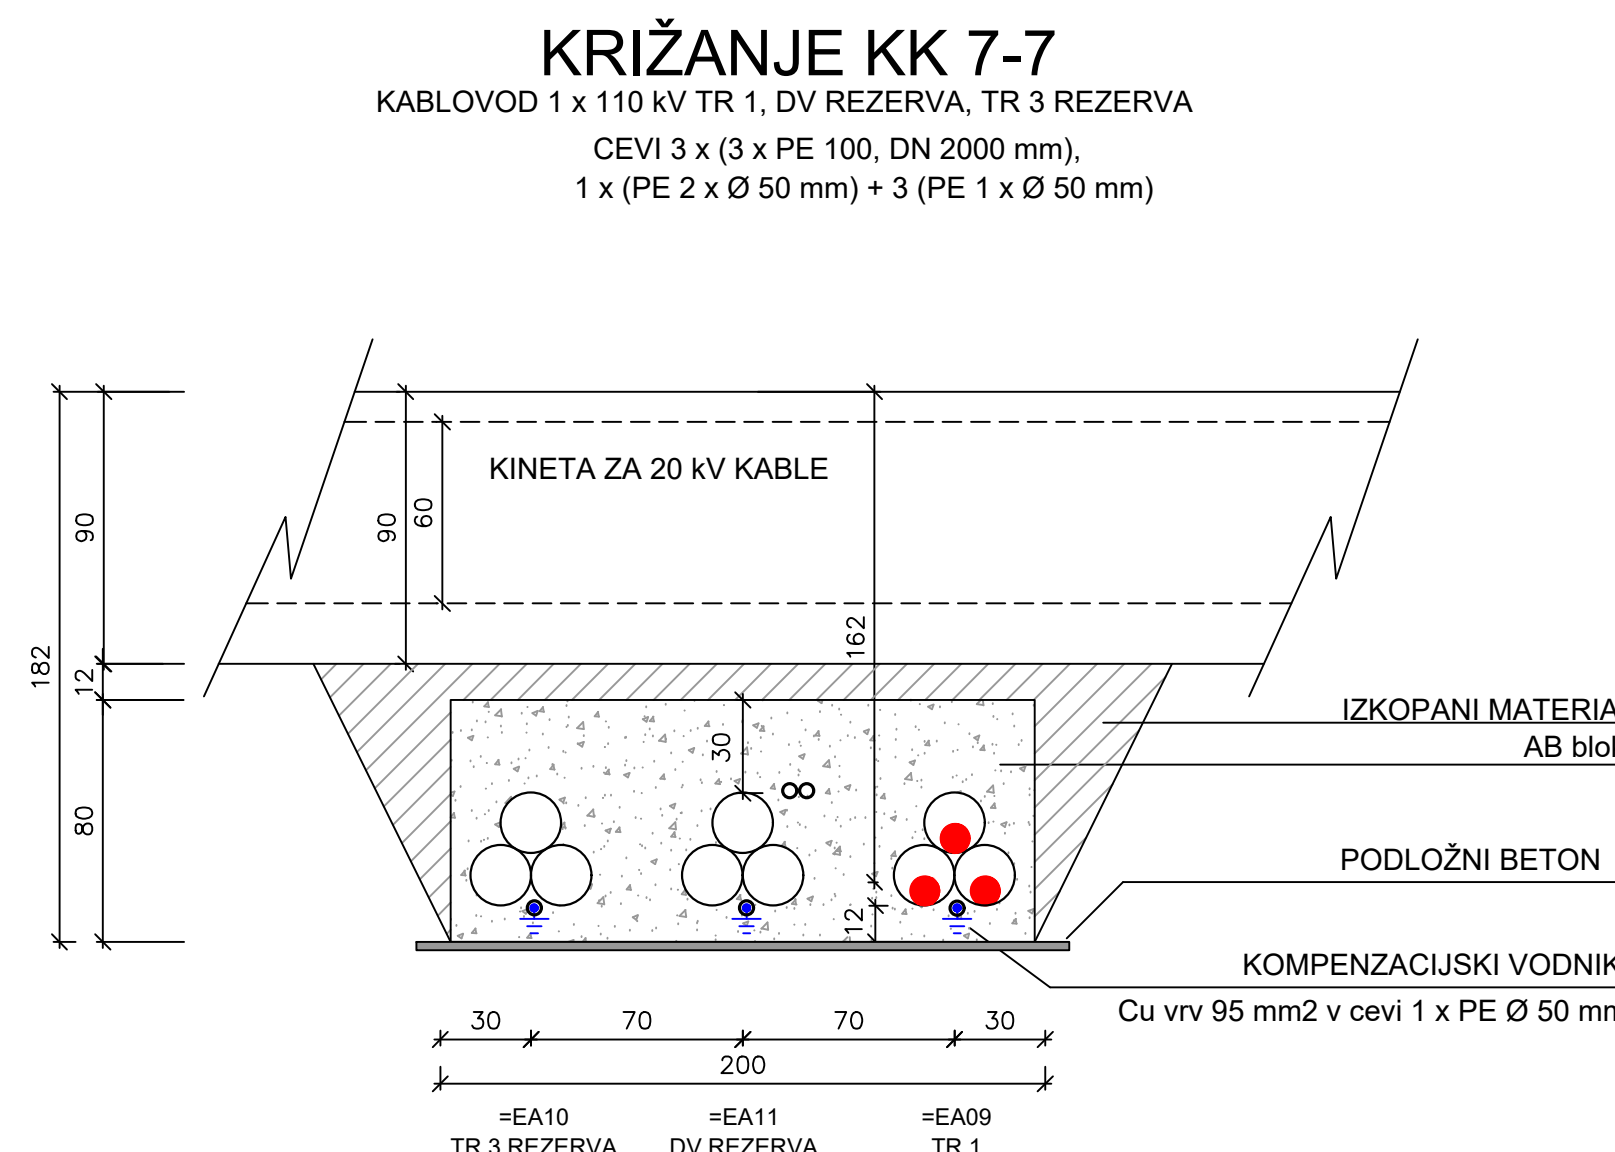 KRIŽANJE KK 7-7
KABLOVOD 1 x 110 kV TR 1, DV REZERVA, TR 3 REZERVA
CEVI 3 x (3 x PE 100, DN 2000 mm),
1 x (PE 2 x Ø 50 mm) + 3 (PE 1 x Ø 50 mm)
KINETA ZA 20 kV KABLE
90
90
60
162
182
12
IZKOPANI MATERIA
AB blo
30
80
PODLOŽNI BETON
12
KOMPENZACIJSKI VODNIK
Cu vrv 95 mm2 v cevi 1 x PE Ø 50 mm
30 70 70 30
200
=EA10 =EA11 =EA09
TR 3 REZERVA DV REZERVA TR 1